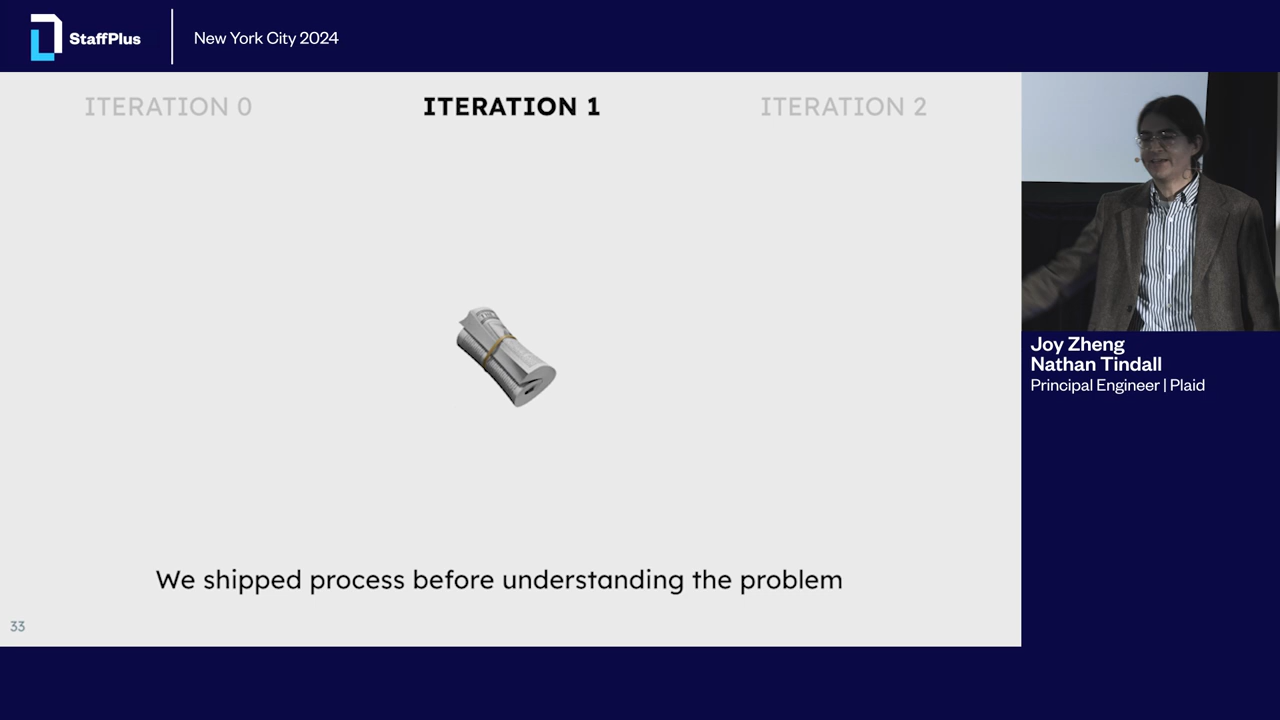 StaffPlus
New York City 2024
ITERATION 0
ITERATION 1
ITERATION 2
We shipped process before understanding the problem
33
Joy Zheng
Nathan Tindall
Principal Engineer | Plaid